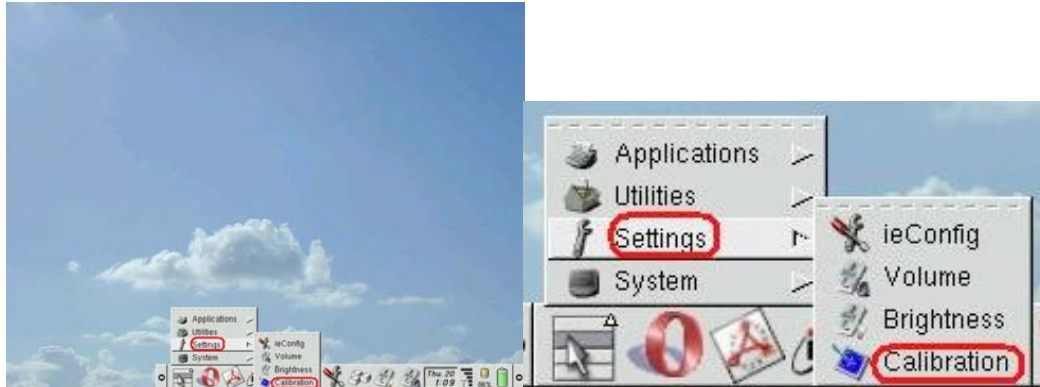 Applications
Utilities
Settings
System
ieConfig
Volume
Brightness
Calibration
Thu. 20
1:09
86%
Applications
Utilities
Settings
System
ieConfig
Volume
Brightness
Calibration